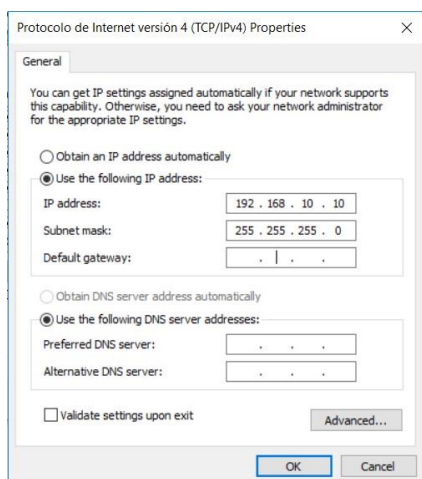 Protocolo de Internet versión 4 (TCP/IPv4) Properties
General
You can get IP settings assigned automatically if your network supports
this capability. Otherwise, you need to ask your network administrator
for the appropriate IP settings.
Obtain an IP address automatically
Use the following IP address:
IP address: 192 . 168 . 10 . 10
Subnet mask: 255 . 255 . 255 . 0
Default gateway: . . .
Obtain DNS server address automatically
Use the following DNS server addresses:
Preferred DNS server: . . .
Alternative DNS server: . . .
Validate settings upon exit
Advanced...
OK Cancel